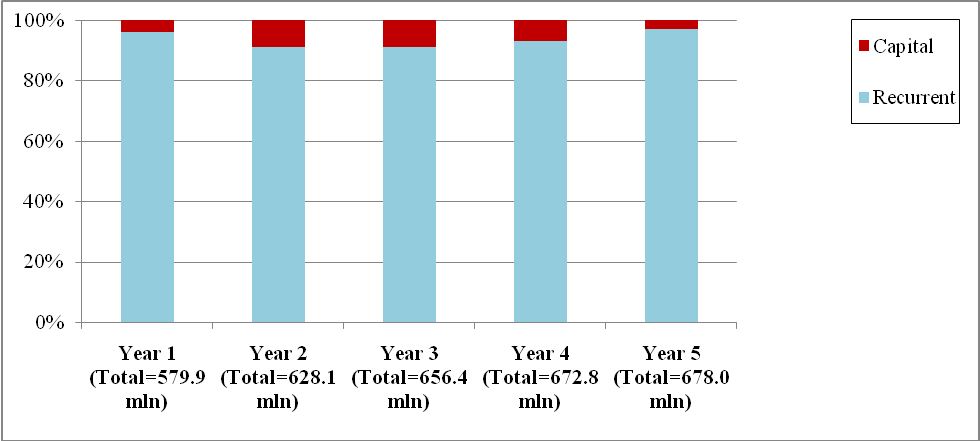 100%
80%
60%
40%
20%
0%
Year 1
(Total=579.9
mln)
Year 2
(Total=628.1
mln)
Year 3
(Total=656.4
mln)
Year 4
(Total=672.8
mln)
Year 5
(Total=678.0
mln)
Capital
Recurrent